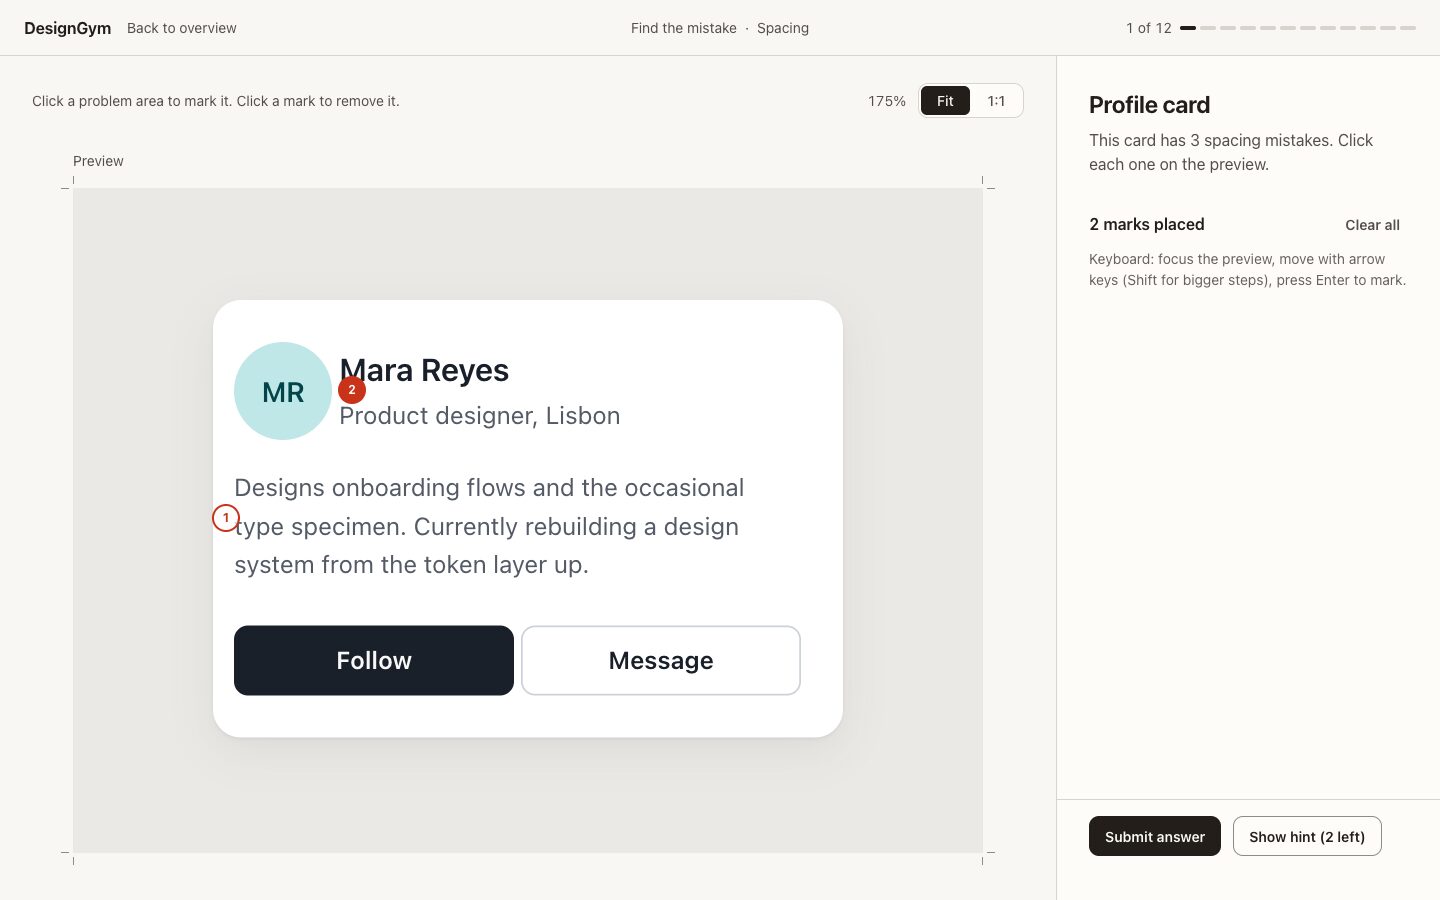 DesignGym Back to overview
Find the mistake · Spacing
1 of 12
Click a problem area to mark it. Click a mark to remove it.
175% Fit 1:1
Preview
MR
Mara Reyes
2
Product designer, Lisbon
Designs onboarding flows and the occasional
1
type specimen. Currently rebuilding a design
system from the token layer up.
Follow Message
Profile card
This card has 3 spacing mistakes. Click
each one on the preview.
2 marks placed Clear all
Keyboard: focus the preview, move with arrow
keys (Shift for bigger steps), press Enter to mark.
Submit answer Show hint (2 left)